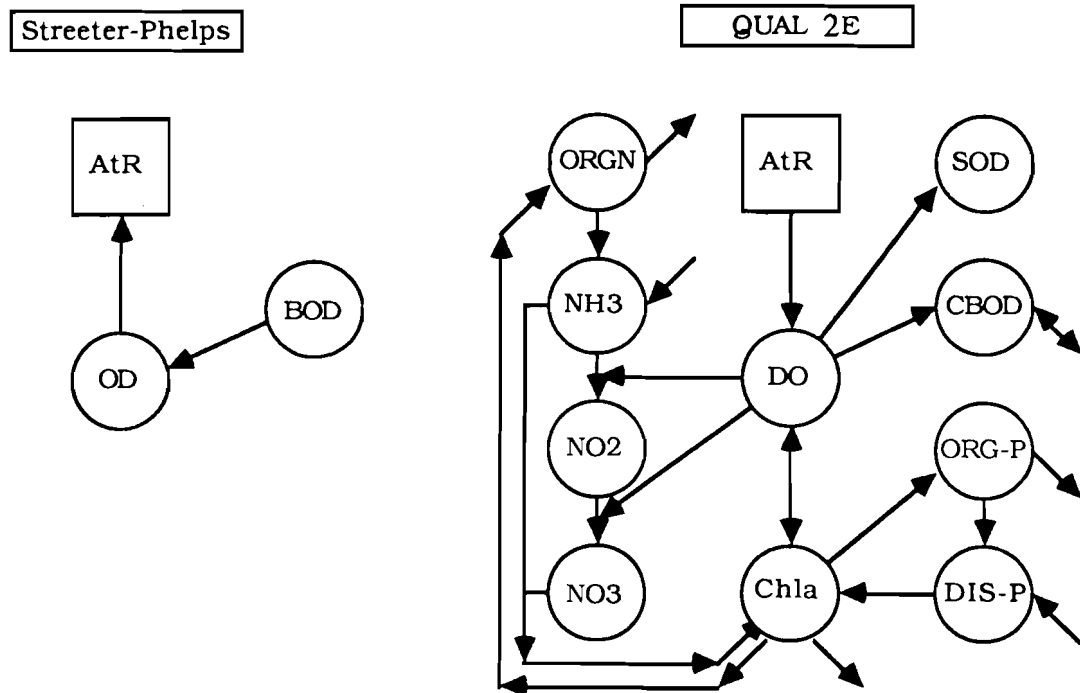 Streeter-Phelps
QUAL 2E
AtR
BOD
OD
ORGN
AtR
SOD
NH3
CBOD
DO
NO2
ORG-P
NO3
Chla
DIS-P